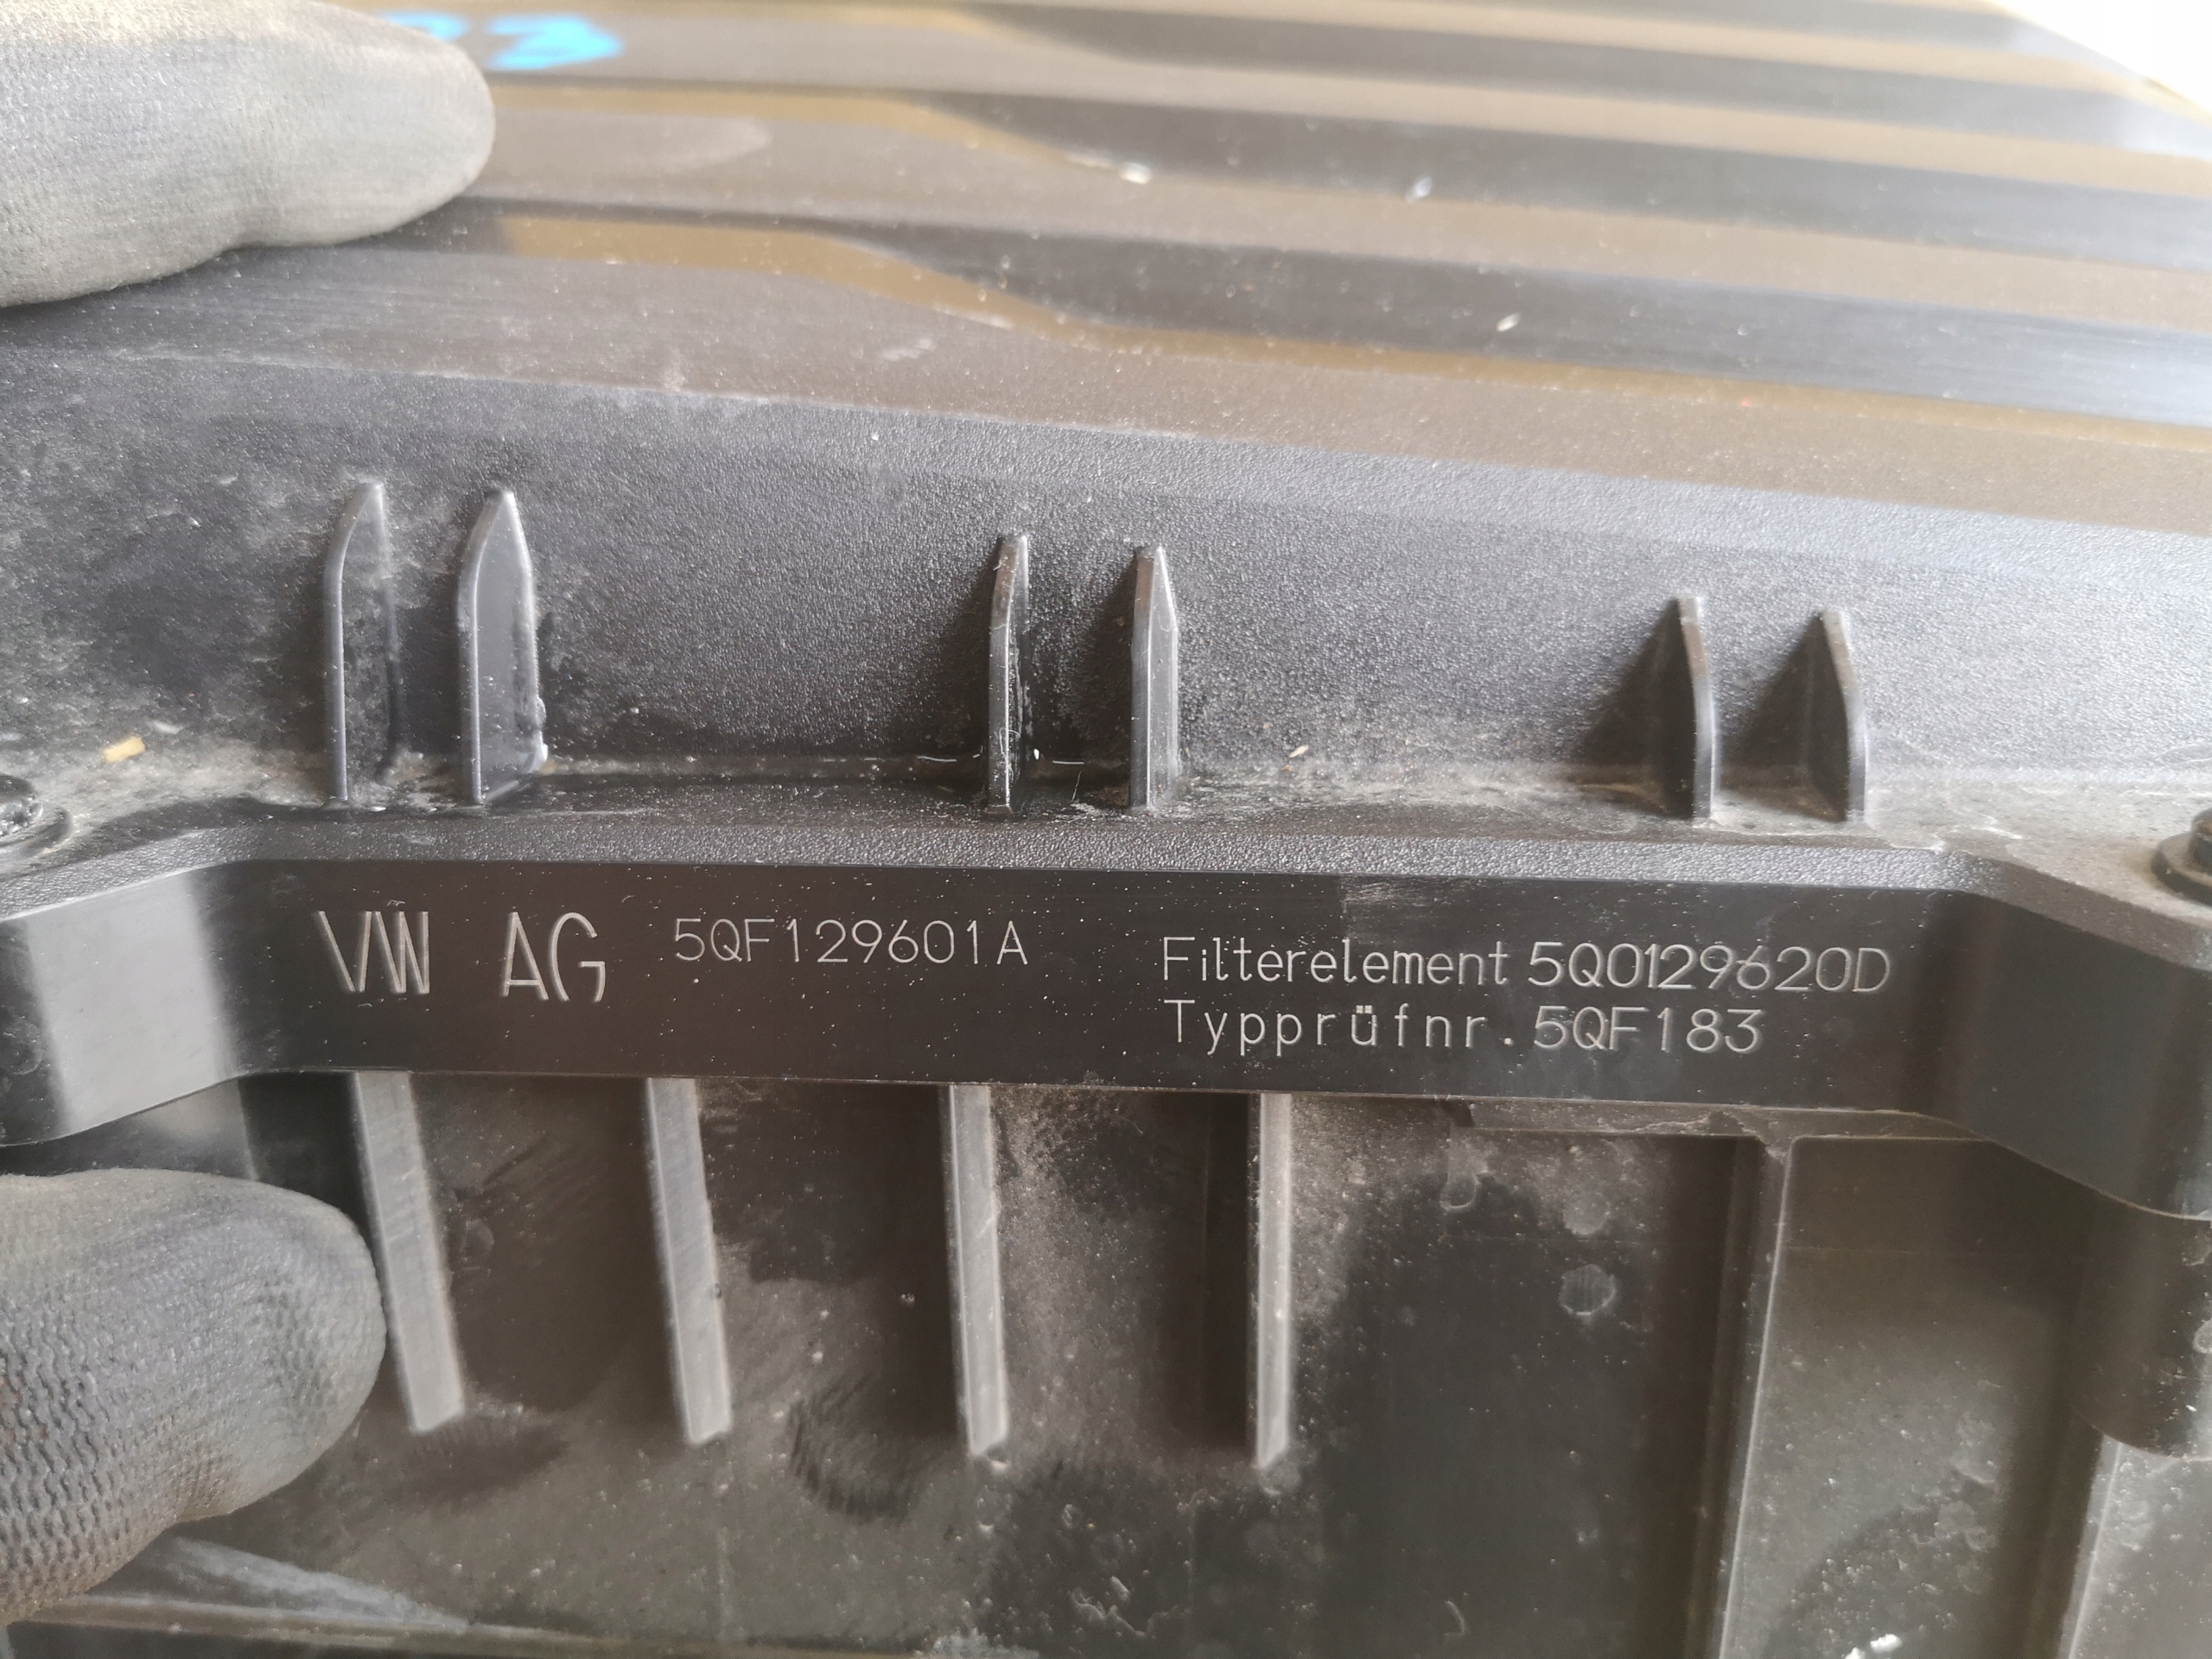 VW AG 5QF129601A
Filterelement 5Q0129620D
Typprüfnr. 5QF183